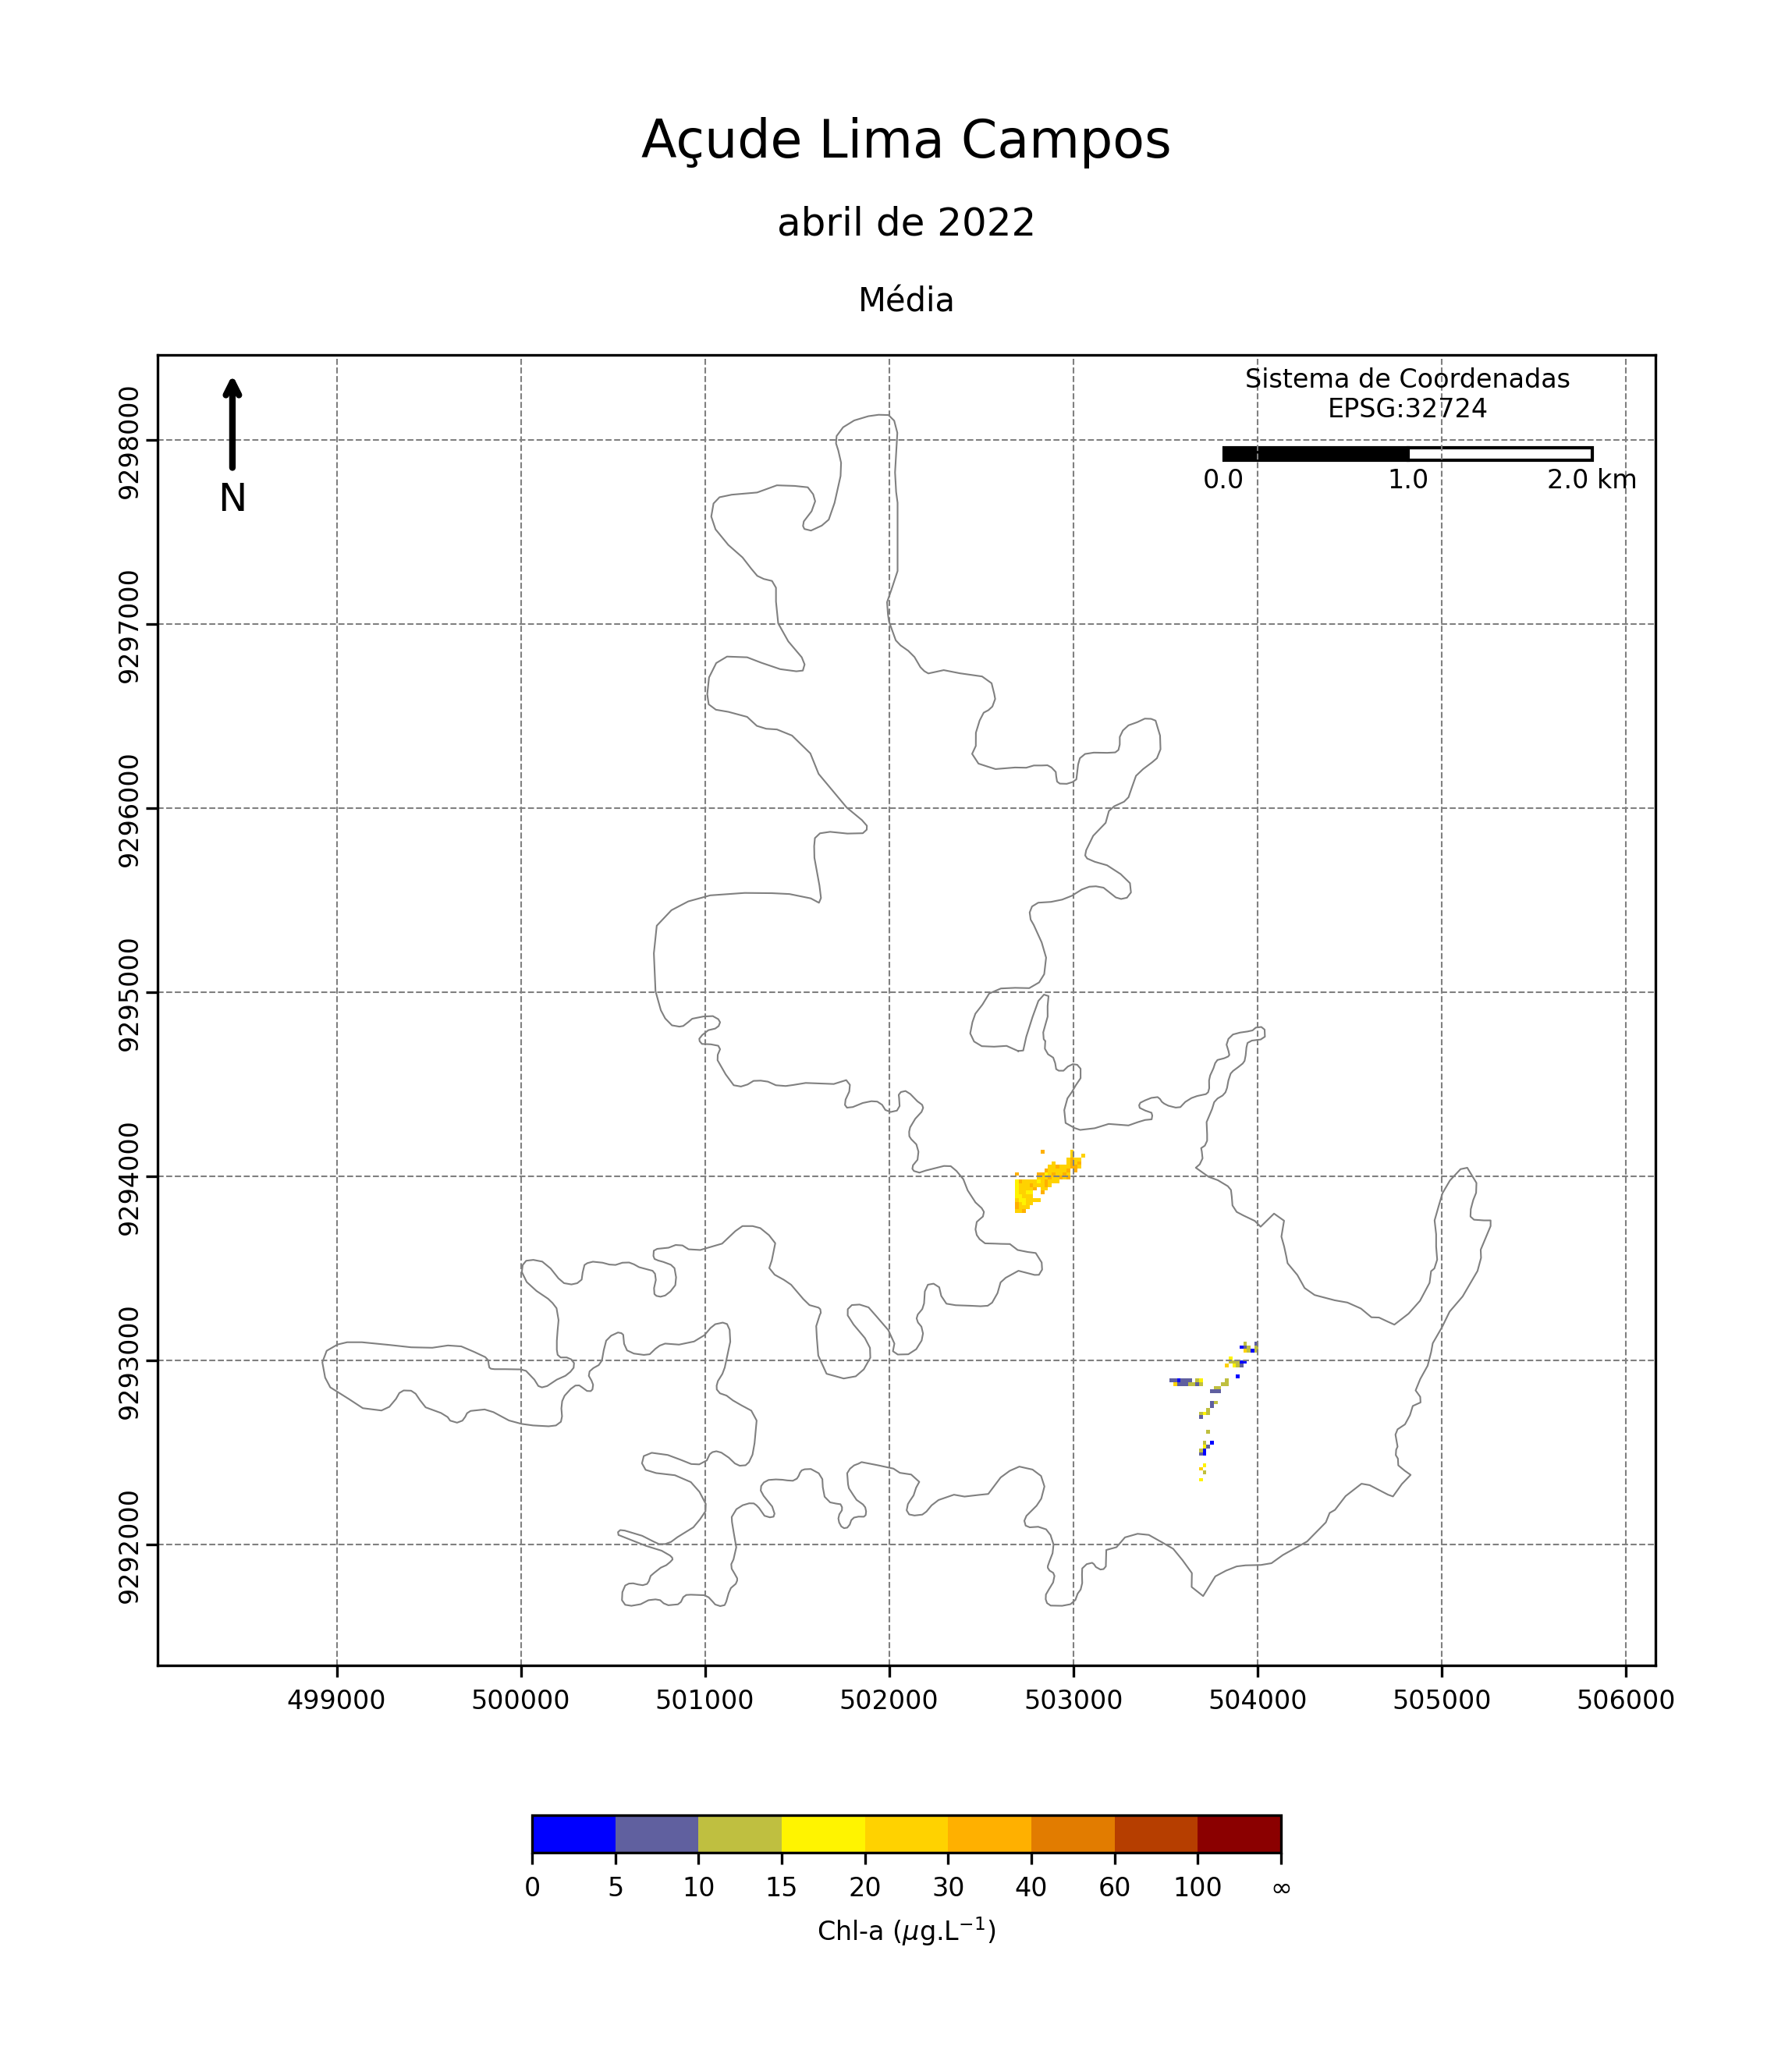 Açude Lima Campos
abril de 2022
Média
Sistema de Coordenadas
EPSG:32724
0.0 1.0 2.0 km
N
9298000
9297000
9296000
9295000
9294000
9293000
9292000
499000 500000 501000 502000 503000 504000 505000 506000
0 5 10 15 20 30 40 60 100 ∞
Chl-a (μg.L⁻¹)